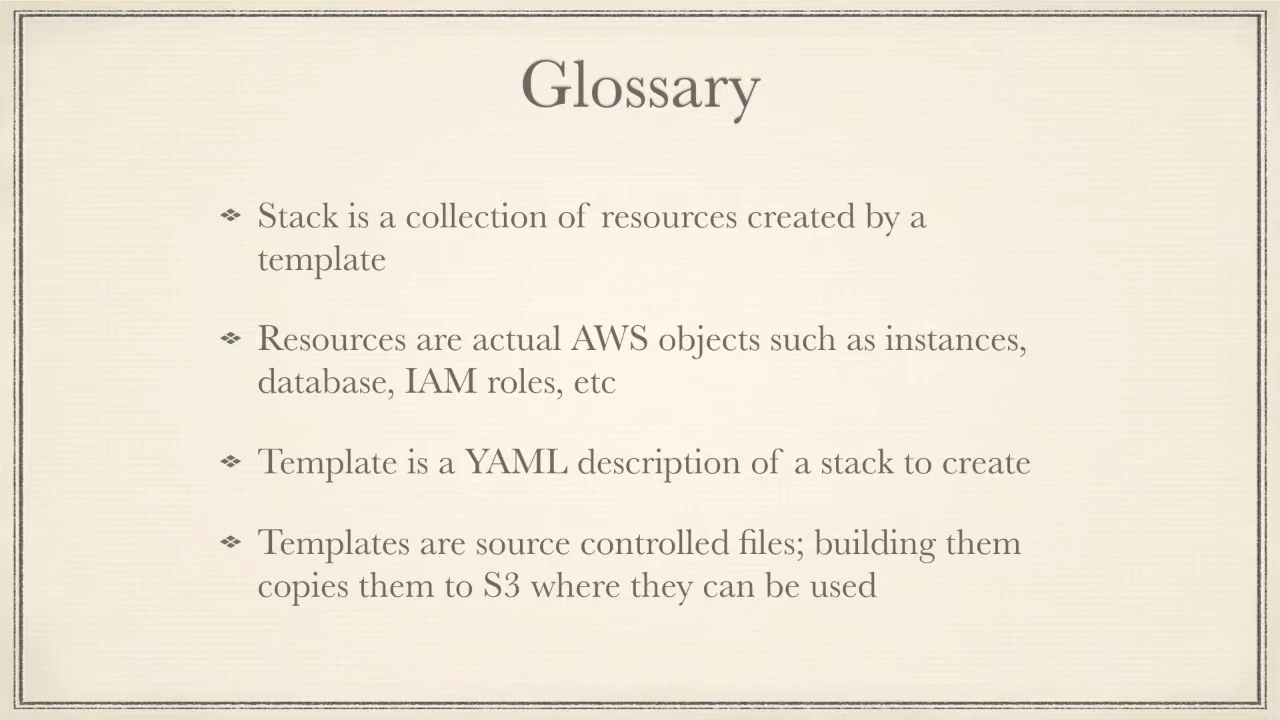 Glossary
Stack is a collection of resources created by a
template
Resources are actual AWS objects such as instances,
database, IAM roles, etc
Template is a YAML description of a stack to create
Templates are source controlled files; building them
copies them to S3 where they can be used